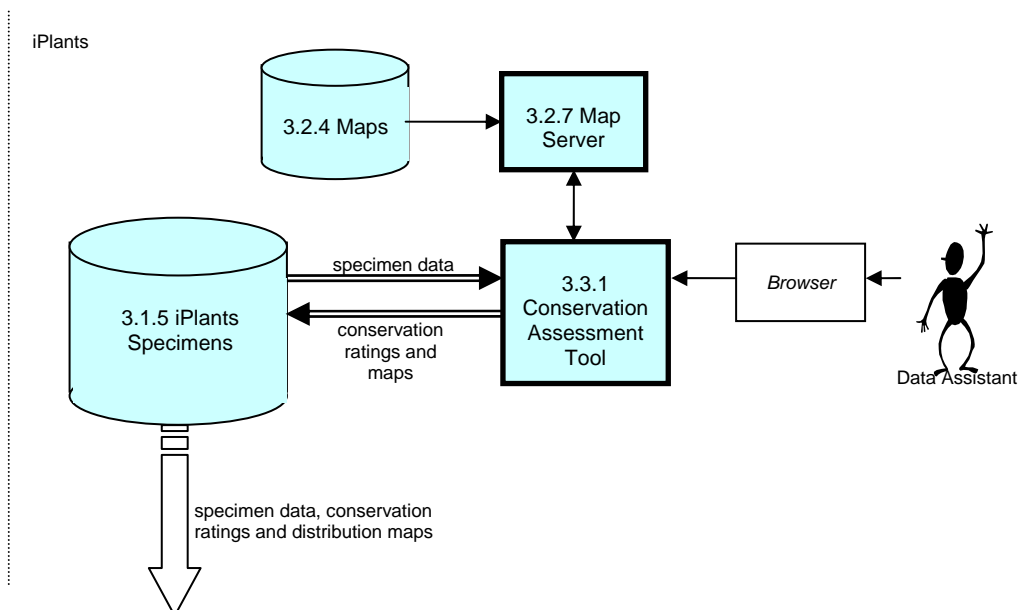 iPlants
3.2.4 Maps
3.2.7 Map
Server
specimen data
3.1.5 iPlants
Specimens
conservation
ratings and
maps
3.3.1
Conservation
Assessment
Tool
Browser
Data Assistant
specimen data, conservation
ratings and distribution maps